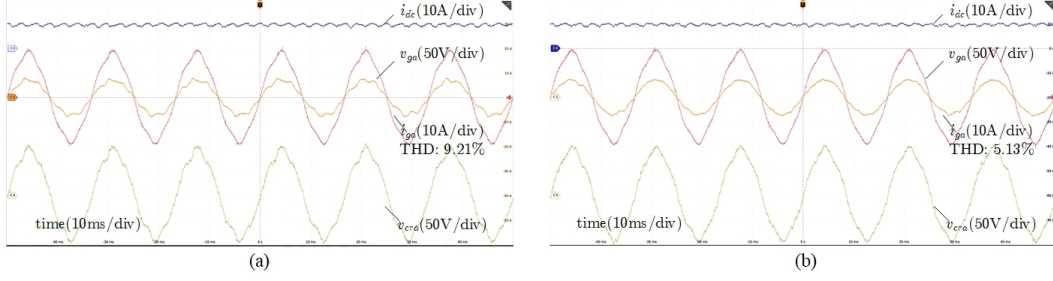 i_dc(10A/div)
v_ga(50V/div)
i_ga(10A/div)
THD: 9.21%
time(10ms/div)
v_cra(50V/div)
(a)
i_dc(10A/div)
v_ga(50V/div)
i_ga(10A/div)
THD: 5.13%
time(10ms/div)
v_cra(50V/div)
(b)